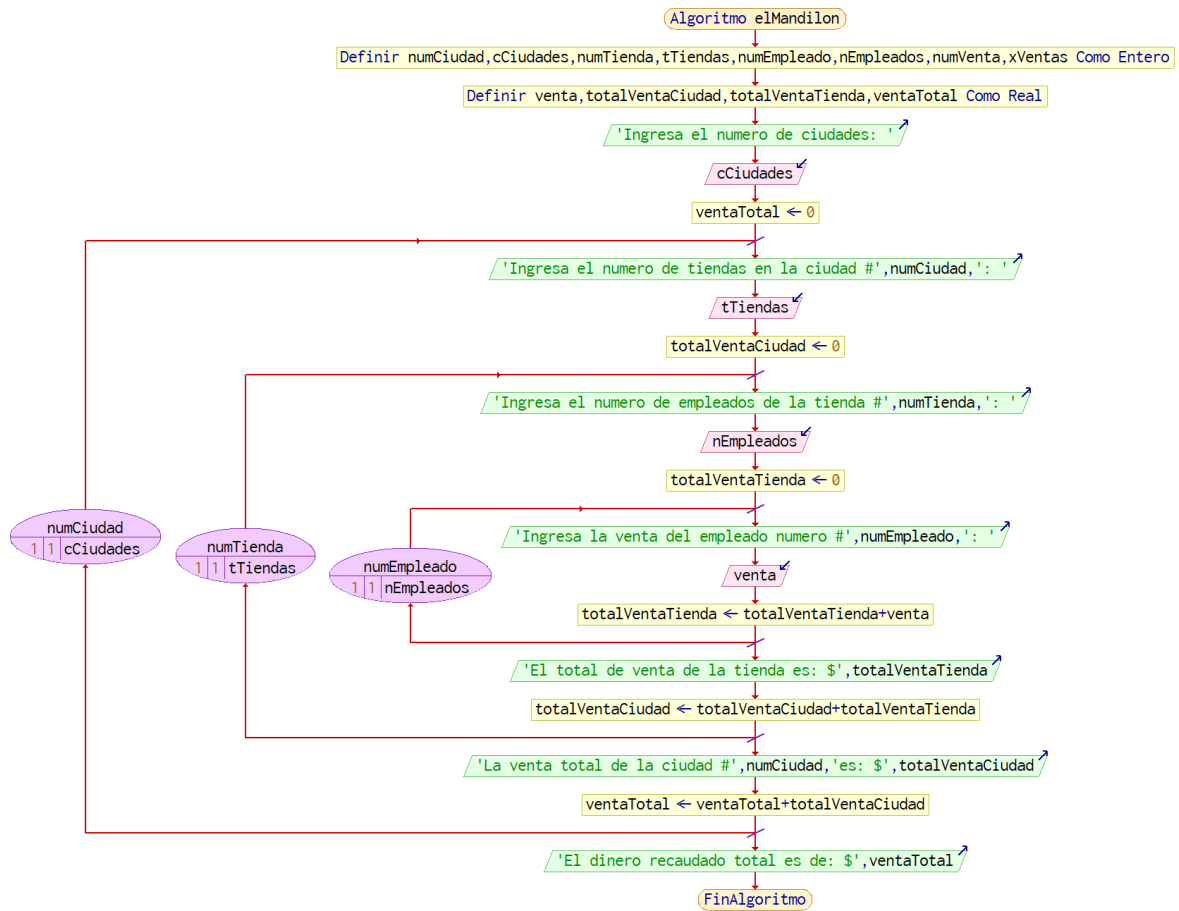 Algoritmo elMandilon
Definir numCiudad,cCiudades,numTienda,tTiendas,numEmpleado,nEmpleados,numVenta,xVentas Como Entero
Definir venta,totalVentaCiudad,totalVentaTienda,ventaTotal Como Real
'Ingresa el numero de ciudades: '
cCiudades
ventaTotal ← 0
'Ingresa el numero de tiendas en la ciudad #',numCiudad,': '
tTiendas
totalVentaCiudad ← 0
'Ingresa el numero de empleados de la tienda #',numTienda,': '
nEmpleados
totalVentaTienda ← 0
numCiudad
1 1 cCiudades
numTienda
1 1 tTiendas
numEmpleado
1 1 nEmpleados
'Ingresa la venta del empleado numero #',numEmpleado,': '
venta
totalVentaTienda ← totalVentaTienda+venta
'El total de venta de la tienda es: $',totalVentaTienda
totalVentaCiudad ← totalVentaCiudad+totalVentaTienda
'La venta total de la ciudad #',numCiudad,'es: $',totalVentaCiudad
ventaTotal ← ventaTotal+totalVentaCiudad
'El dinero recaudado total es de: $',ventaTotal
FinAlgoritmo